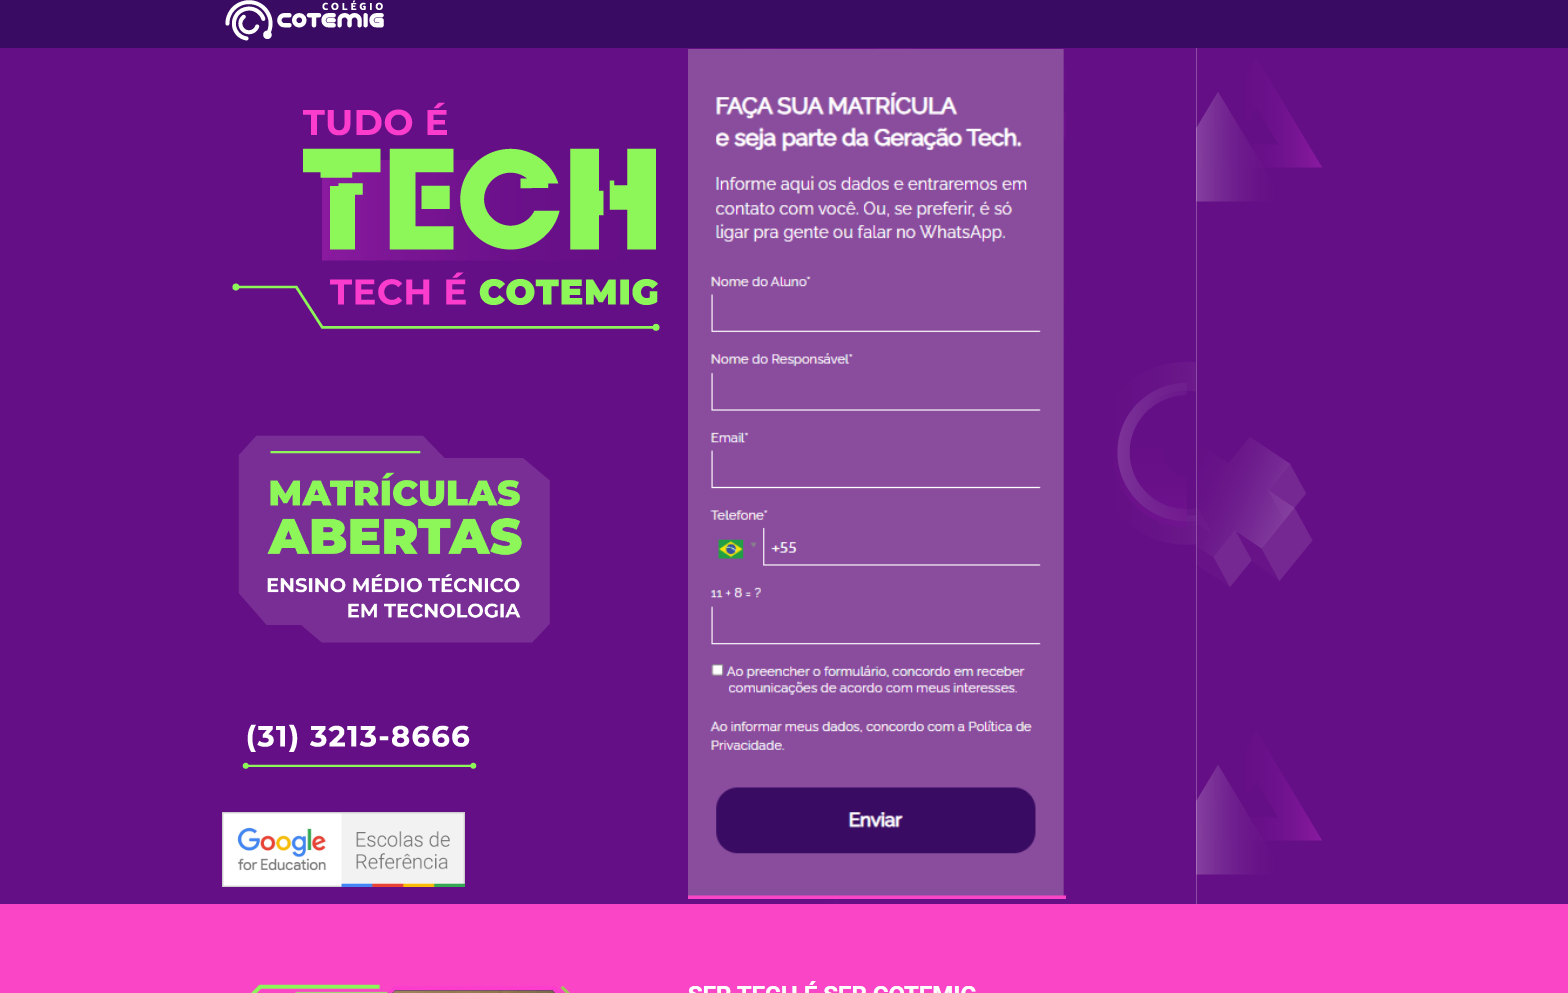 COLÉGIO
COTEMIG
TUDO É
TECH
TECH É COTEMIG
MATRÍCULAS
ABERTAS
ENSINO MÉDIO TÉCNICO
EM TECNOLOGIA
(31) 3213-8666
Google
for Education
Escolas de
Referência
FAÇA SUA MATRÍCULA
e seja parte da Geração Tech.
Informe aqui os dados e entraremos em
contato com você. Ou, se preferir, é só
ligar pra gente ou falar no WhatsApp.
Nome do Aluno*
Nome do Responsável*
Email*
Telefone*
+55
11 + 8 = ?
Ao preencher o formulário, concordo em receber
comunicações de acordo com meus interesses.
Ao informar meus dados, concordo com a Política de
Privacidade.
Enviar
SER TECH É SER COTEMIG